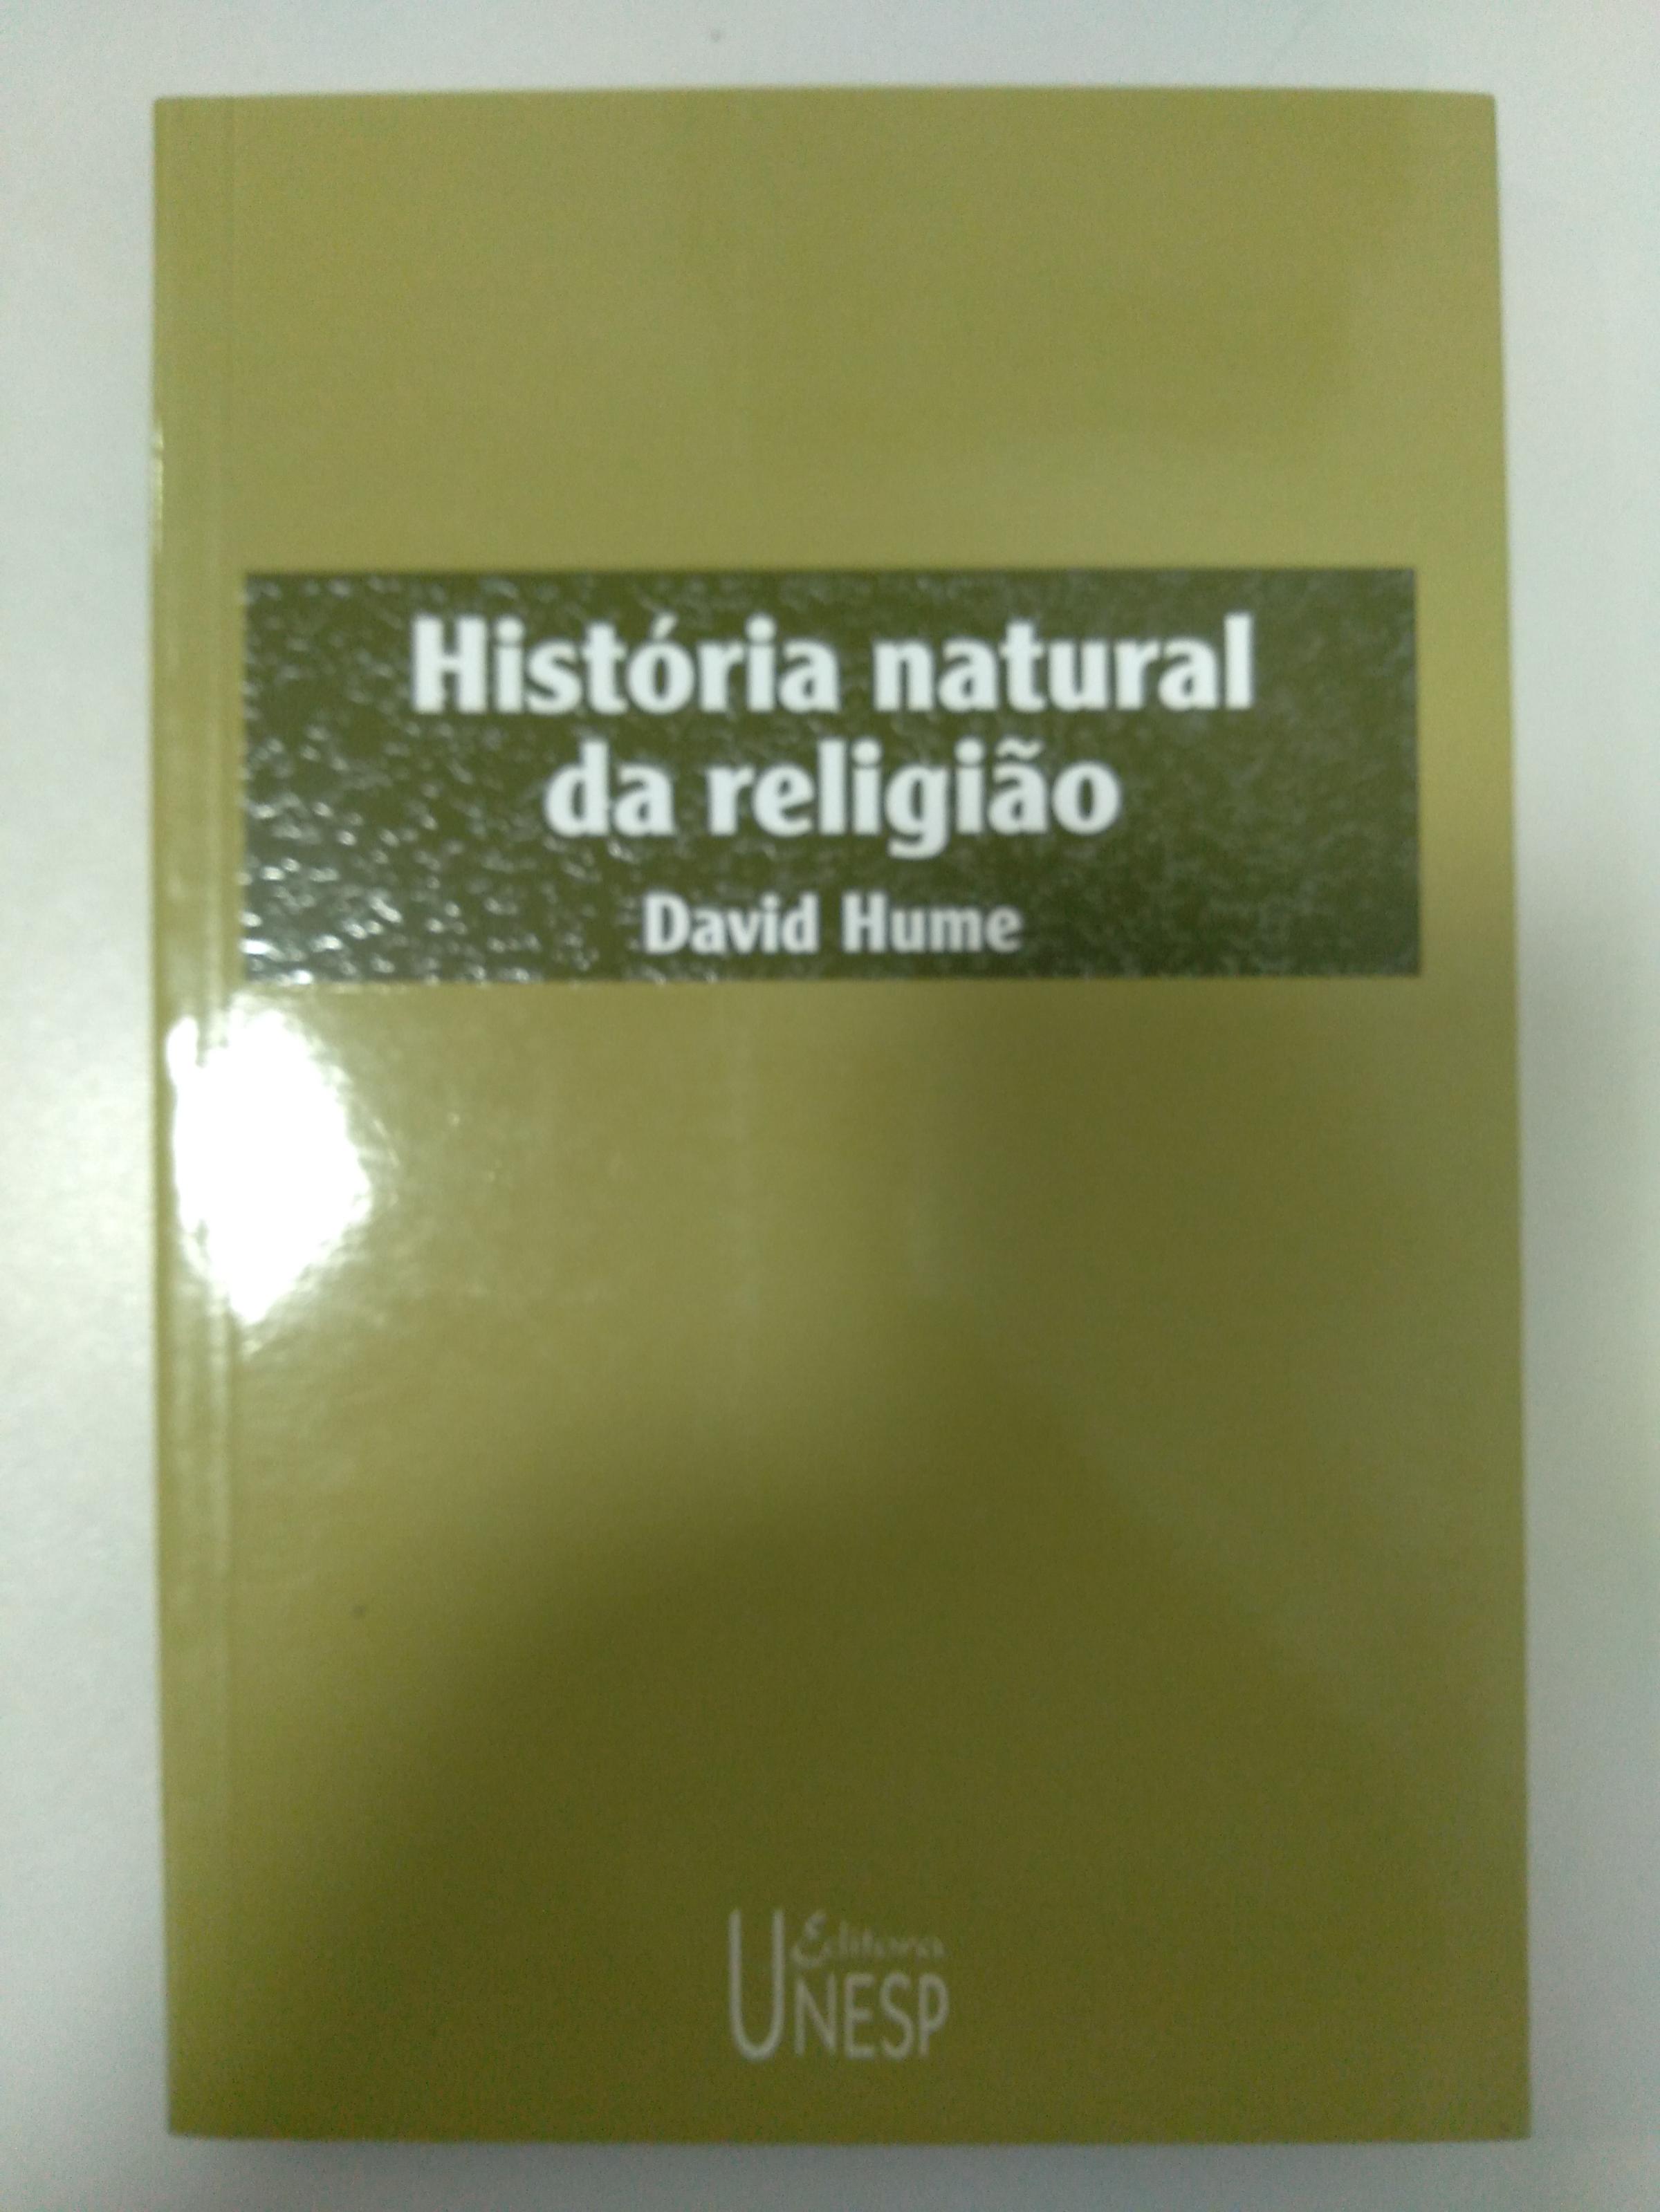 História natural
da religião
David Hume
Editora
UNESP